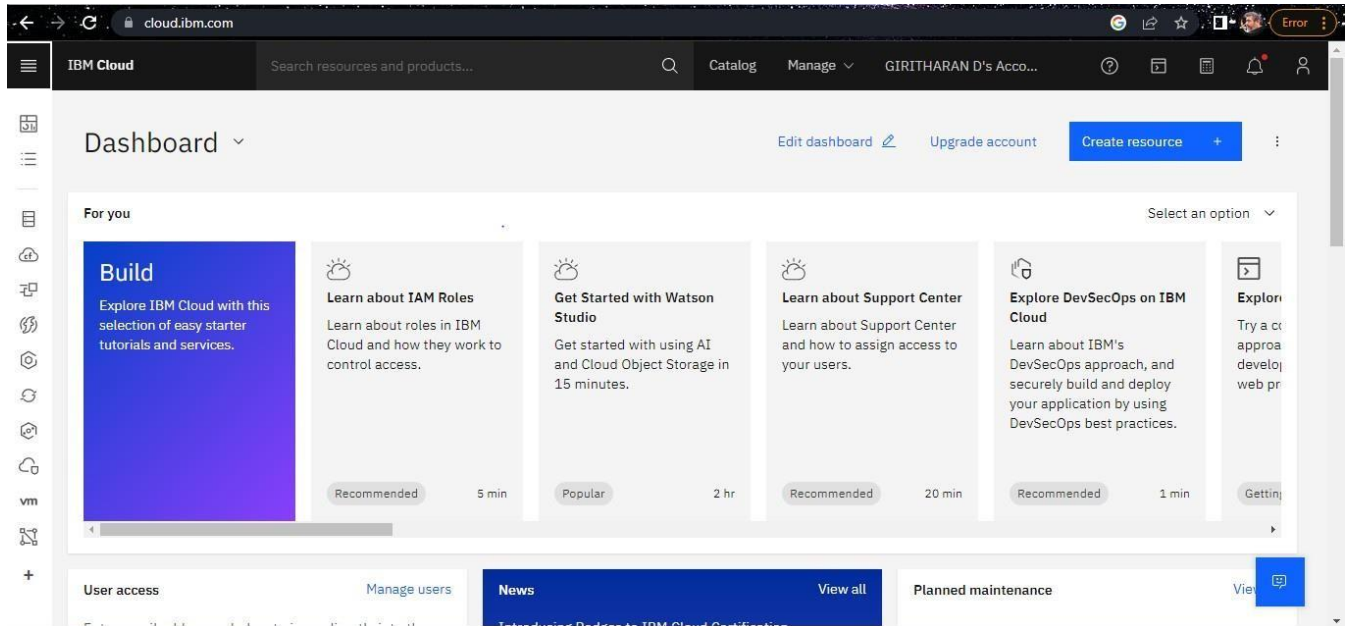 cloud.ibm.com
Error
IBM Cloud
Search resources and products...
Catalog
Manage
GIRITHARAN D's Acco...
Dashboard
Edit dashboard
Upgrade account
Create resource +
For you
Select an option
Build
Explore IBM Cloud with this
selection of easy starter
tutorials and services.
Learn about IAM Roles
Learn about roles in IBM
Cloud and how they work to
control access.
Recommended
5 min
Get Started with Watson
Studio
Get started with using AI
and Cloud Object Storage in
15 minutes.
Popular
2 hr
Learn about Support Center
Learn about Support Center
and how to assign access to
your users.
Recommended
20 min
Explore DevSecOps on IBM
Cloud
Learn about IBM's
DevSecOps approach, and
securely build and deploy
your application by using
DevSecOps best practices.
Recommended
1 min
Try a
vm
User access
Manage users
News
View all
Planned maintenance
Introducing Badges to IBM Cloud Certification